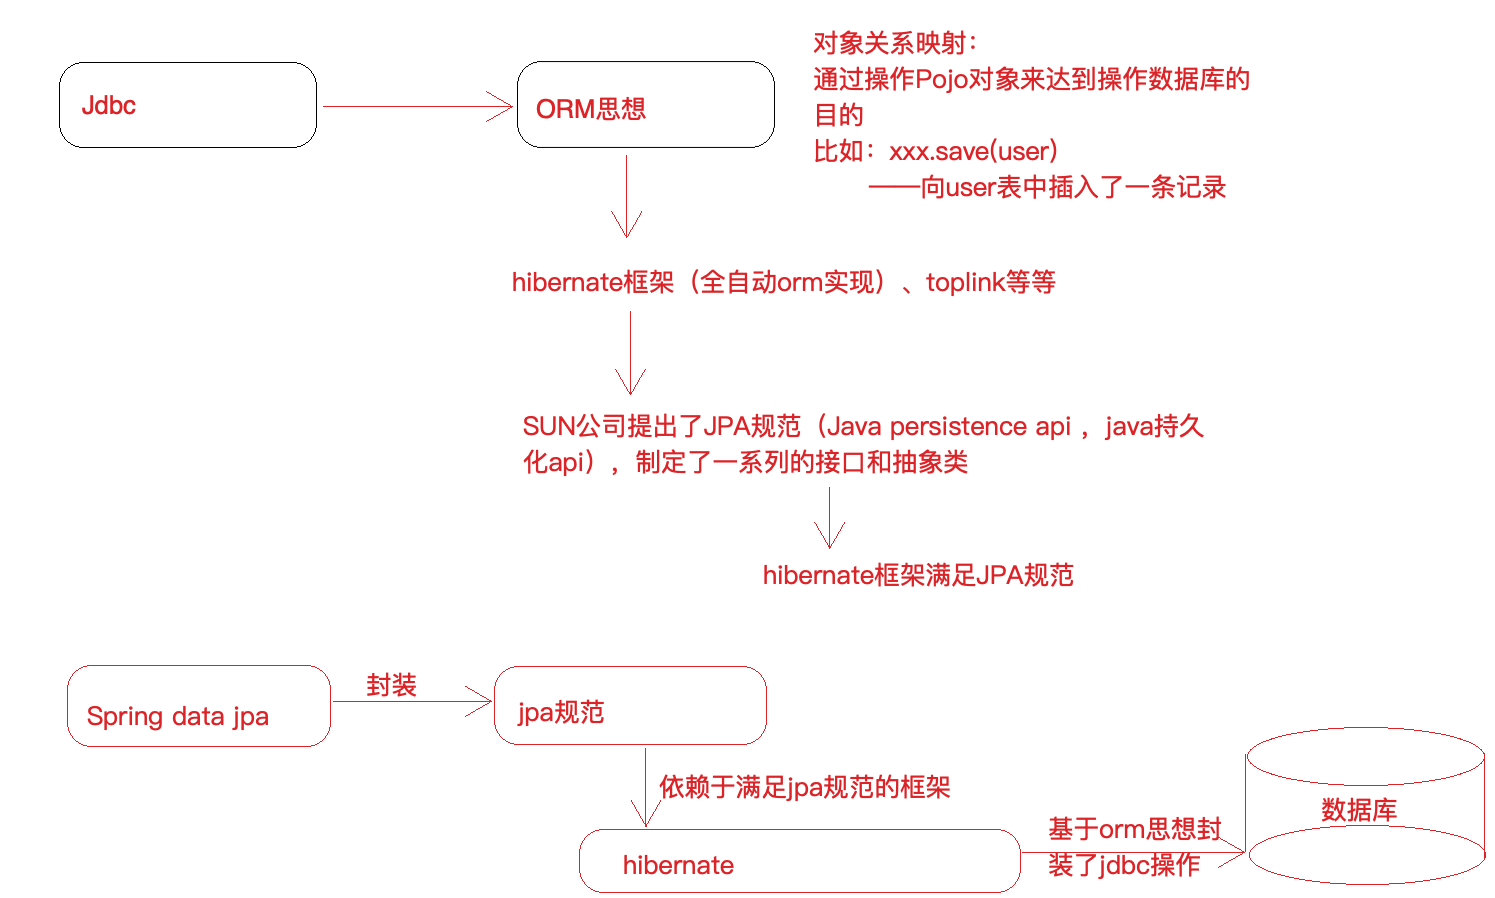 对象关系映射：
通过操作Pojo对象来达到操作数据库的
目的
比如：xxx.save(user)
——向user表中插入了一条记录
Jdbc
ORM思想
hibernate框架（全自动orm实现）、toplink等等
SUN公司提出了JPA规范（Java persistence api ，java持久
化api），制定了一系列的接口和抽象类
hibernate框架满足JPA规范
封装
Spring data jpa
jpa规范
依赖于满足jpa规范的框架
数据库
基于orm思想封
装了jdbc操作
hibernate